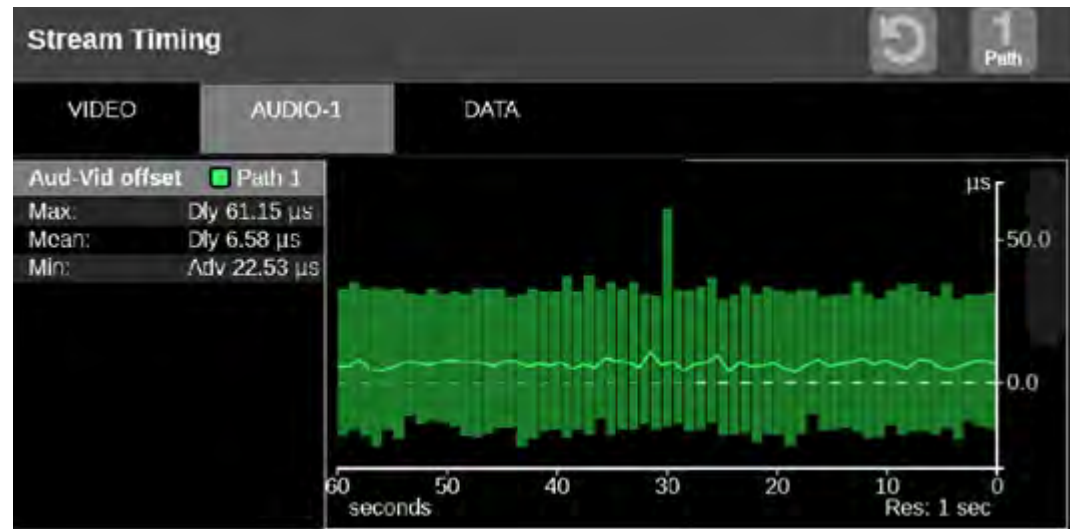 Stream Timing
1
Path
VIDEO AUDIO-1 DATA
Aud-Vid offset Path 1
Max: Dly 61.15 µs
Mean: Dly 6.58 µs
Min: Adv 22.53 µs
µs
50.0
0.0
60 50 40 30 20 10 0
seconds Res: 1 sec